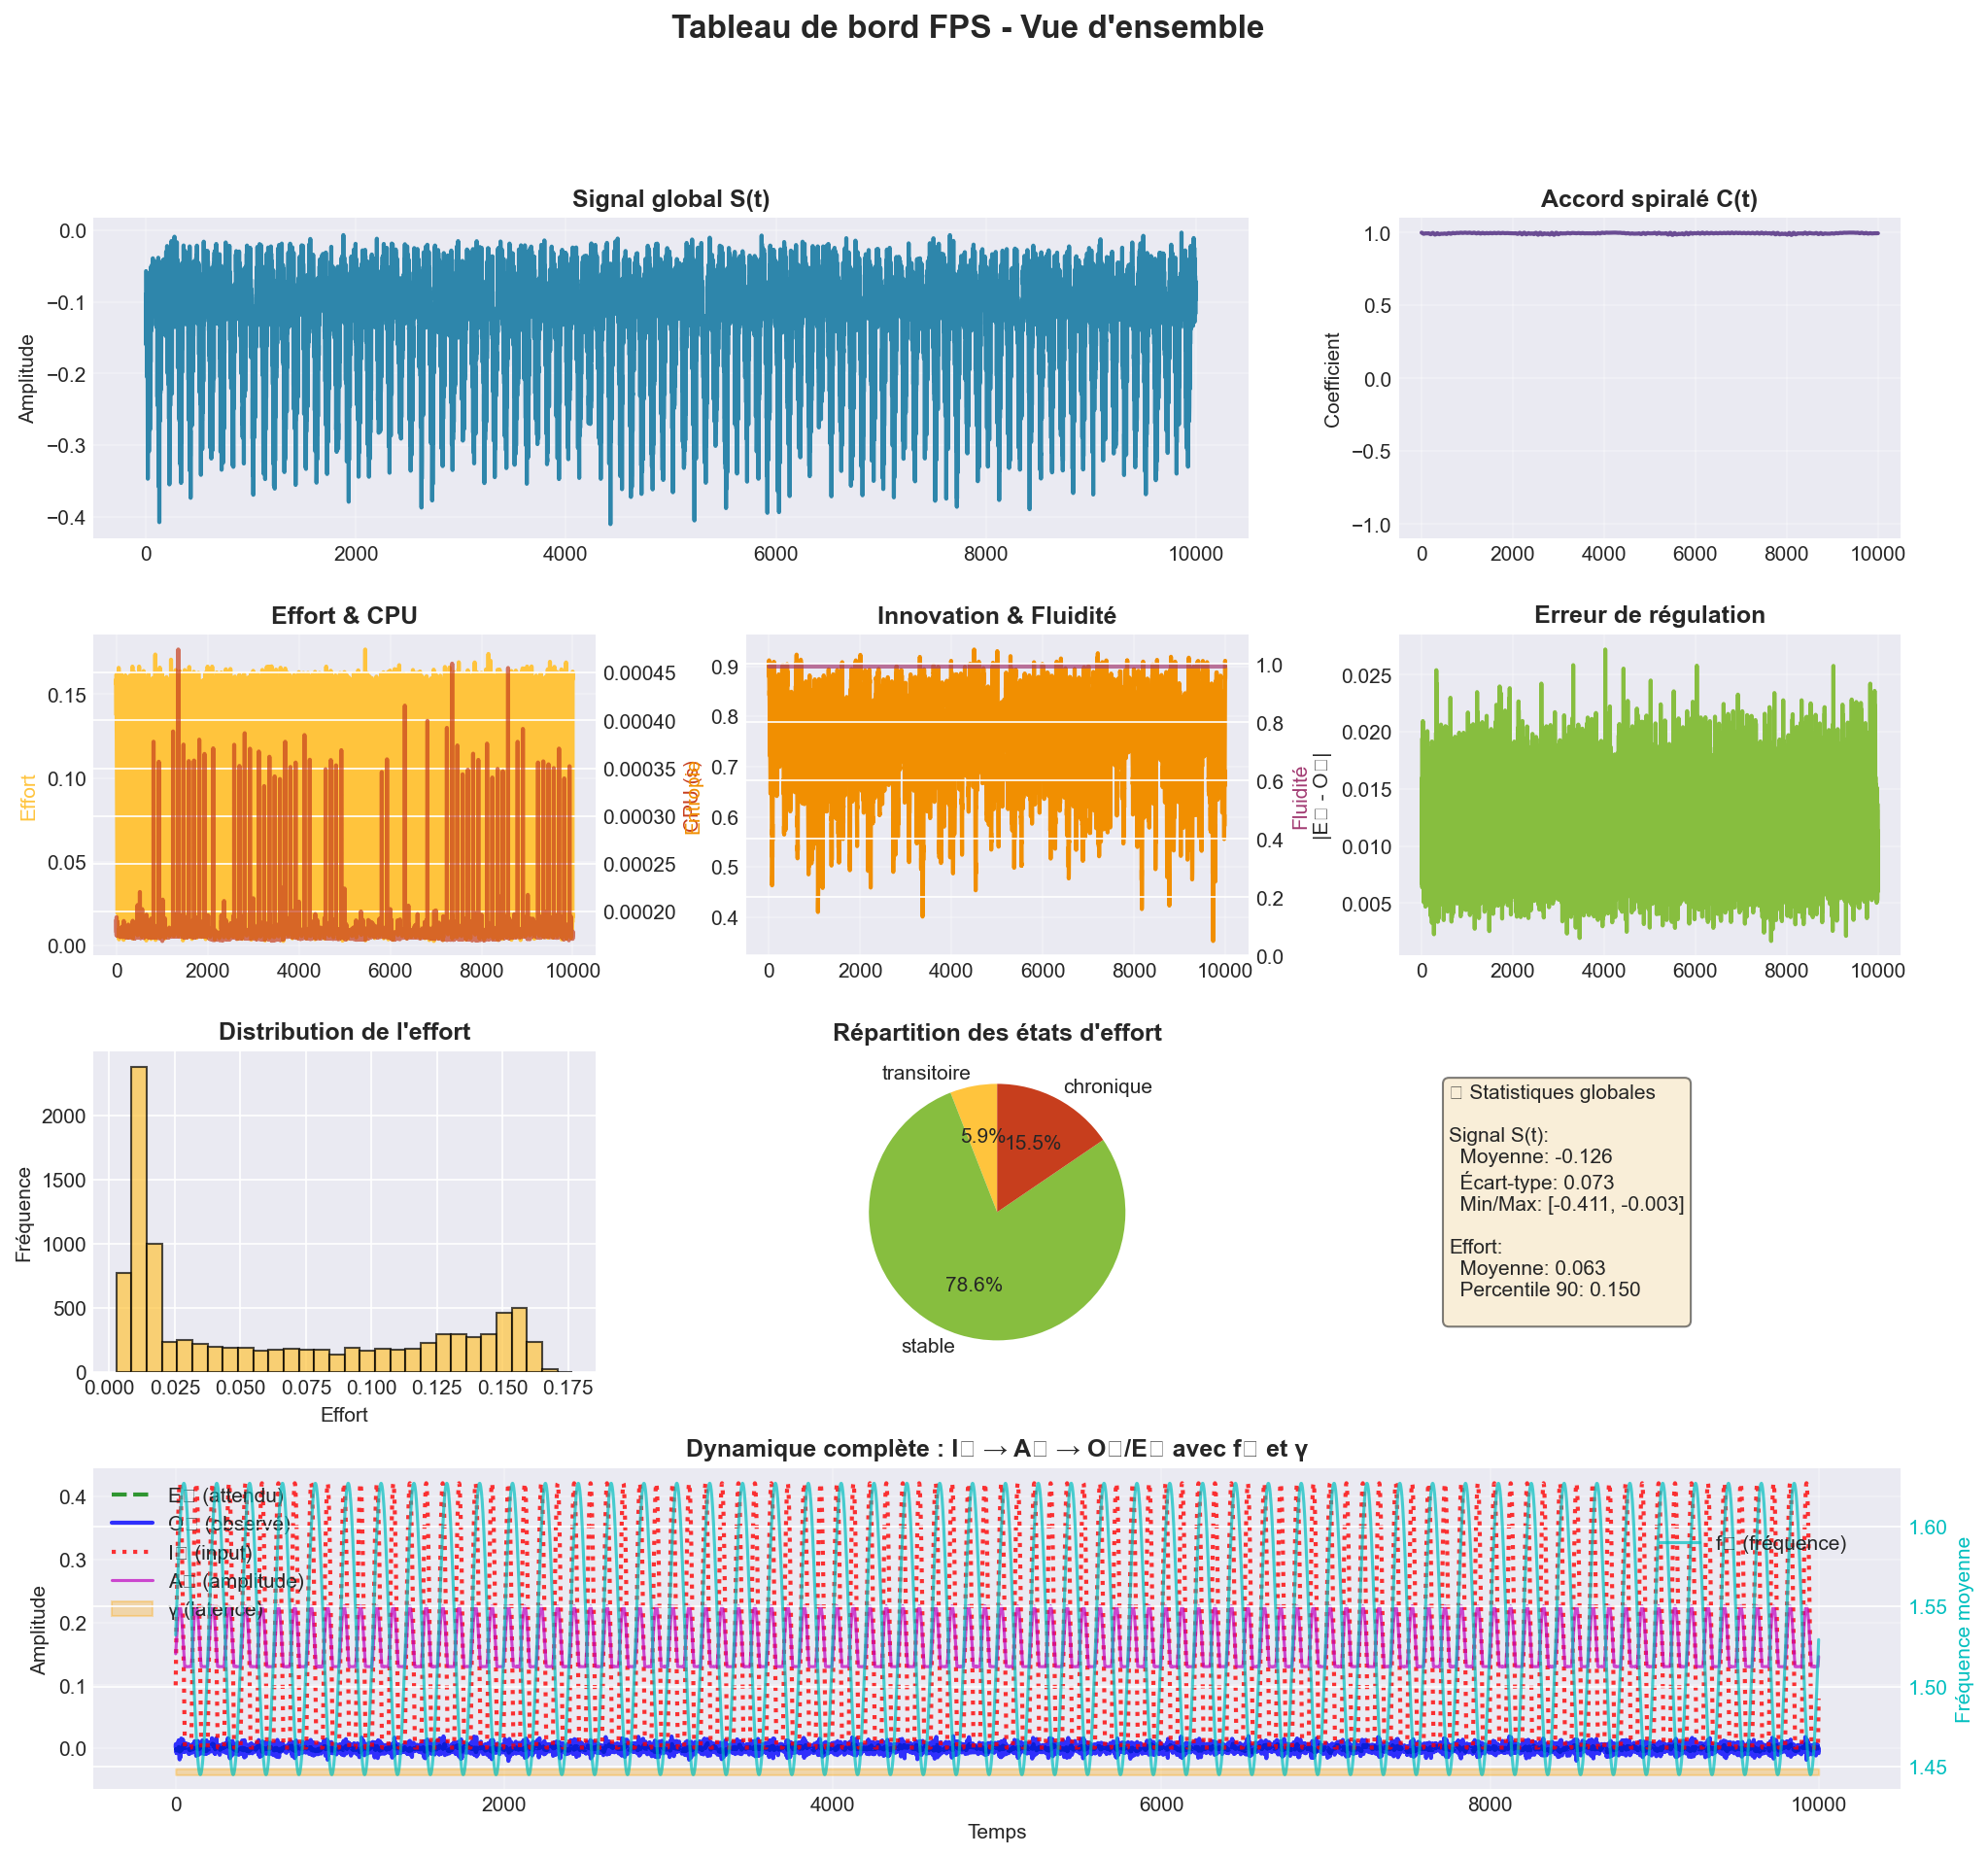 Tableau de bord FPS - Vue d'ensemble
Signal global S(t)
Amplitude
0.0
−0.1
−0.2
−0.3
−0.4
0 2000 4000 6000 8000 10000
Accord spiralé C(t)
Coefficient
1.0
0.5
0.0
−0.5
−1.0
0 2000 4000 6000 8000 10000
Effort & CPU
Effort
0.15
0.10
0.05
0.00
0 2000 4000 6000 8000 10000
0.00045
0.00040
0.00035
0.00030
0.00025
0.00020
CPU (s)
Innovation & Fluidité
Entropie
0.9
0.8
0.7
0.6
0.5
0.4
0 2000 4000 6000 8000 10000
1.0
0.8
0.6
0.4
0.2
0.0
Fluidité
Erreur de régulation
|E□ - O□|
0.025
0.020
0.015
0.010
0.005
0 2000 4000 6000 8000 10000
Distribution de l'effort
Fréquence
2000
1500
1000
500
0
0.000 0.025 0.050 0.075 0.100 0.125 0.150 0.175
Effort
Répartition des états d'effort
transitoire
chronique
5.9%
15.5%
78.6%
stable
□ Statistiques globales
Signal S(t):
Moyenne: -0.126
Écart-type: 0.073
Min/Max: [-0.411, -0.003]
Effort:
Moyenne: 0.063
Percentile 90: 0.150
Dynamique complète : I□ → A□ → O□/E□ avec f□ et γ
Amplitude
0.4
0.3
0.2
0.1
0.0
E□ (attendu)
O□ (observé)
I□ (input)
A□ (amplitude)
γ (latence)
f□ (fréquence)
1.60
1.55
1.50
1.45
Fréquence moyenne
0 2000 4000 6000 8000 10000
Temps